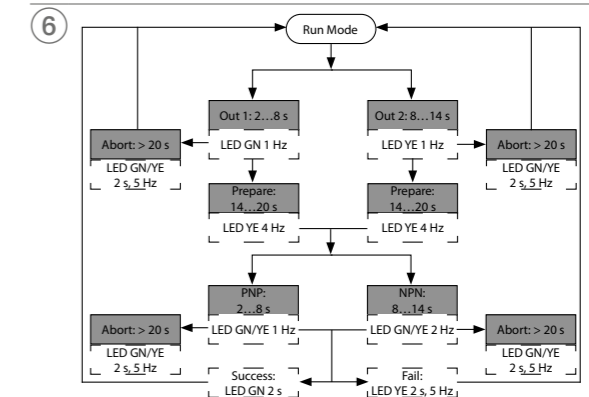 6
Run Mode
Out 1: 2...8 s
Out 2: 8...14 s
Abort: > 20 s
LED GN 1 Hz
LED YE 1 Hz
Abort: > 20 s
LED GN/YE
2 s, 5 Hz
LED GN/YE
2 s, 5 Hz
Prepare:
14...20 s
Prepare:
14...20 s
LED YE 4 Hz
LED YE 4 Hz
PNP:
2...8 s
NPN:
8...14 s
Abort: > 20 s
LED GN/YE 1 Hz
LED GN/YE 2 Hz
Abort: > 20 s
LED GN/YE
2 s, 5 Hz
LED GN/YE
2 s, 5 Hz
Success:
LED GN 2 s
Fail:
LED YE 2 s, 5 Hz